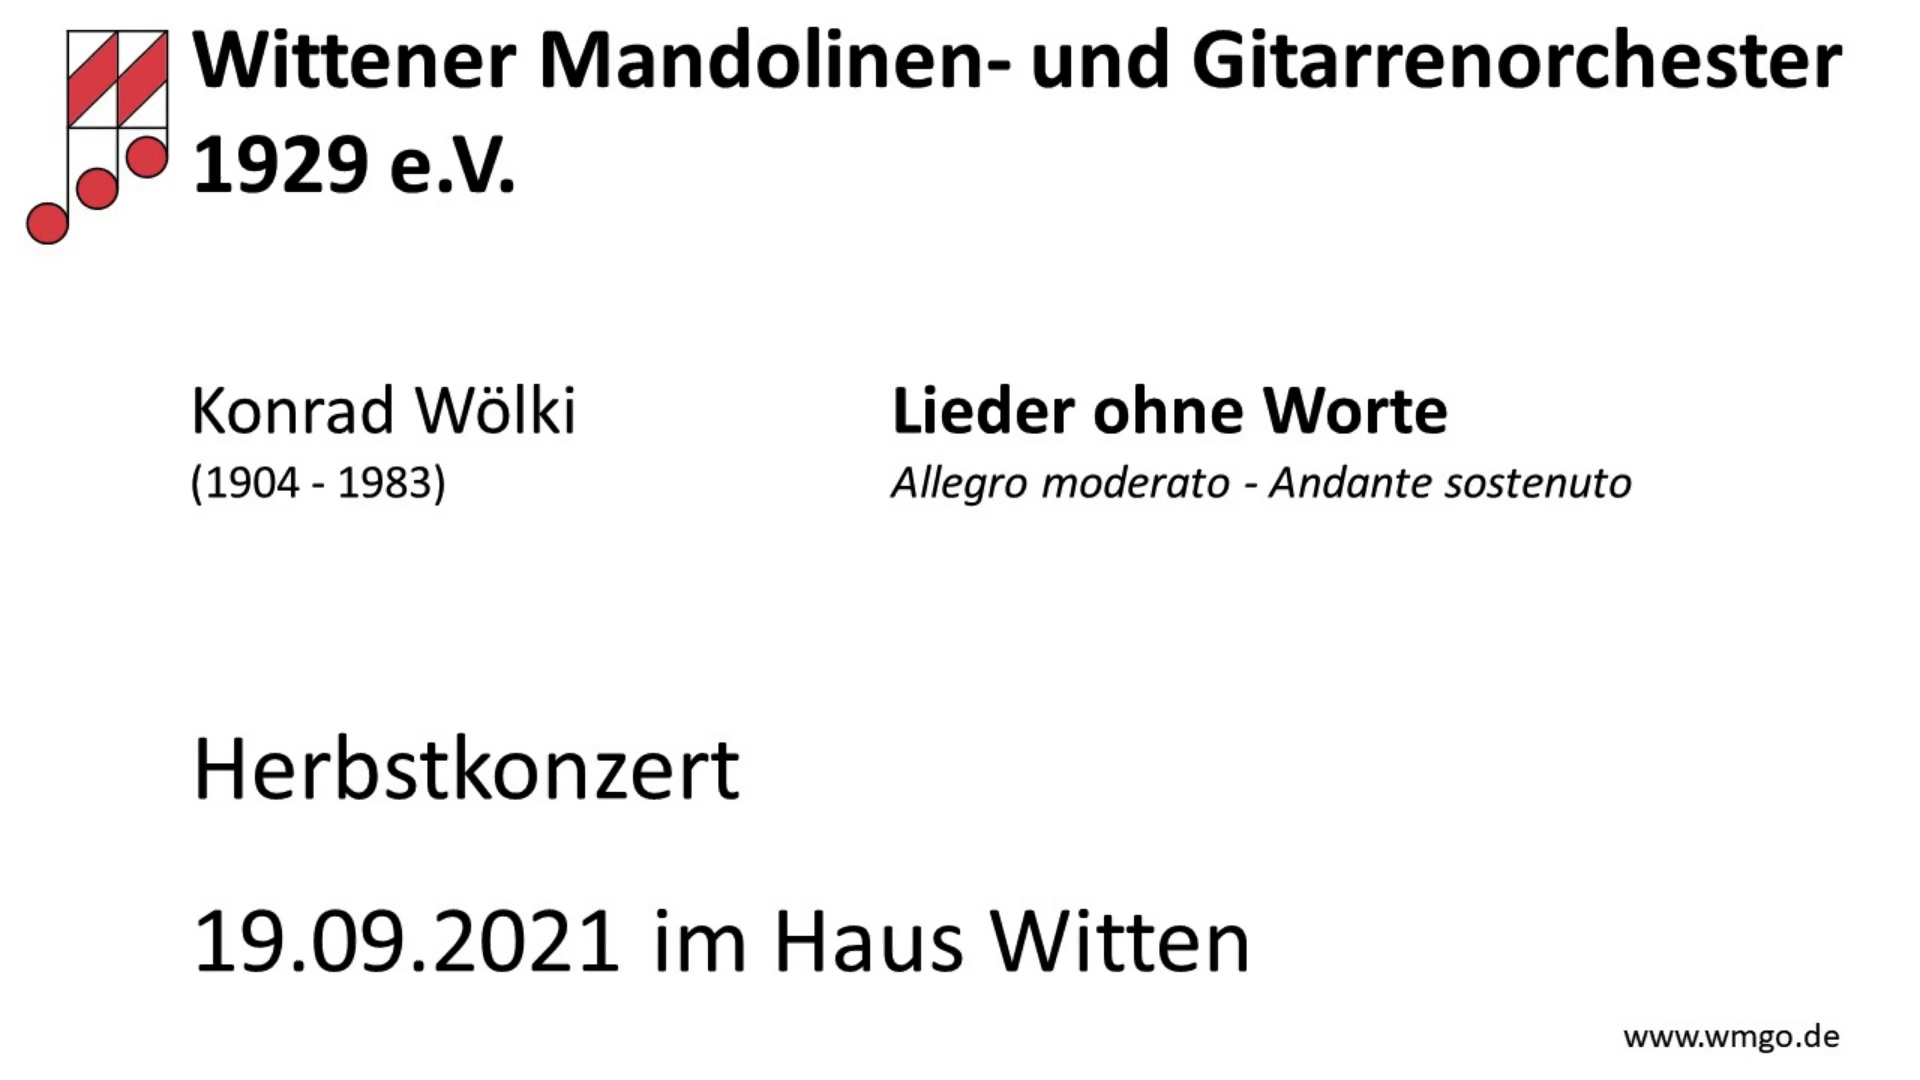 Wittener Mandolinen- und Gitarrenorchester
1929 e.V.
Konrad Wölki
(1904 - 1983)
Lieder ohne Worte
Allegro moderato - Andante sostenuto
Herbstkonzert
19.09.2021 im Haus Witten
www.wmgo.de